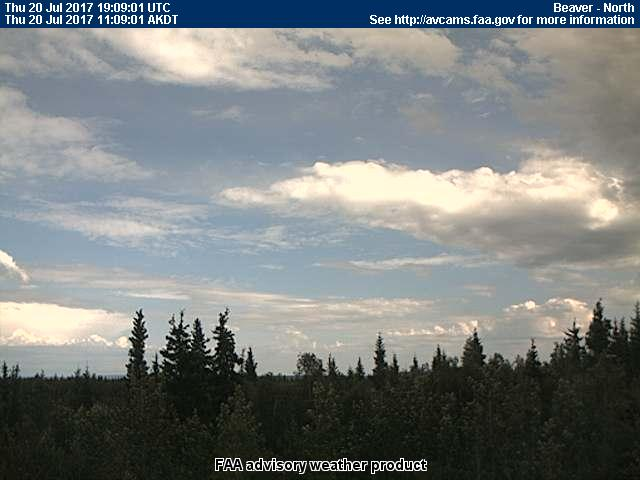 Thu 20 Jul 2017 19:09:01 UTC Beaver - North
Thu 20 Jul 2017 11:09:01 AKDT See http://avcams.faa.gov for more information
FAA advisory weather product